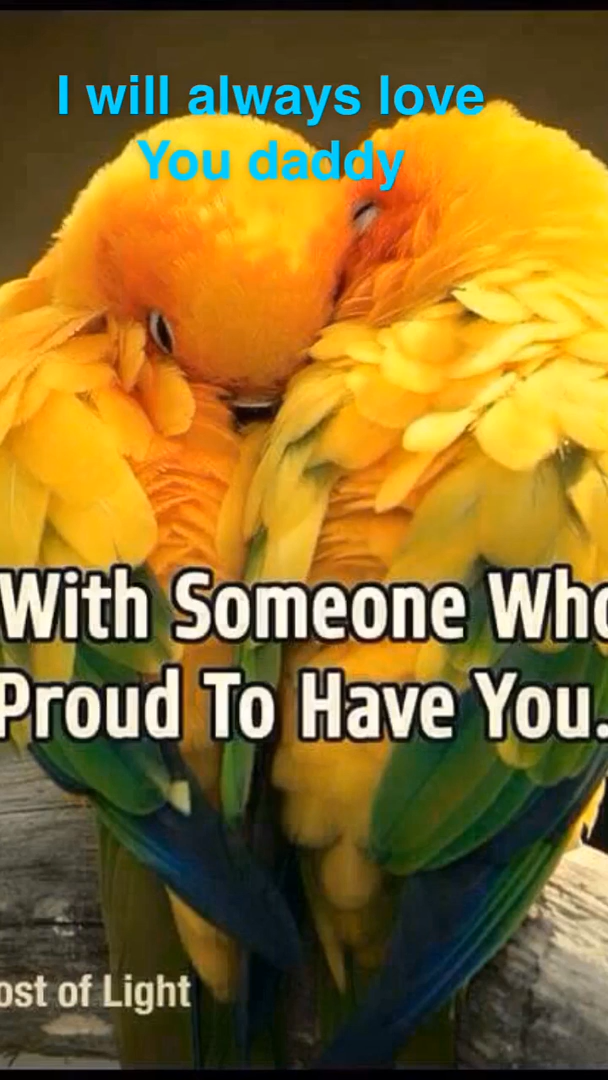 I will always love
You daddy
With Someone Who
Proud To Have You.
ost of Light